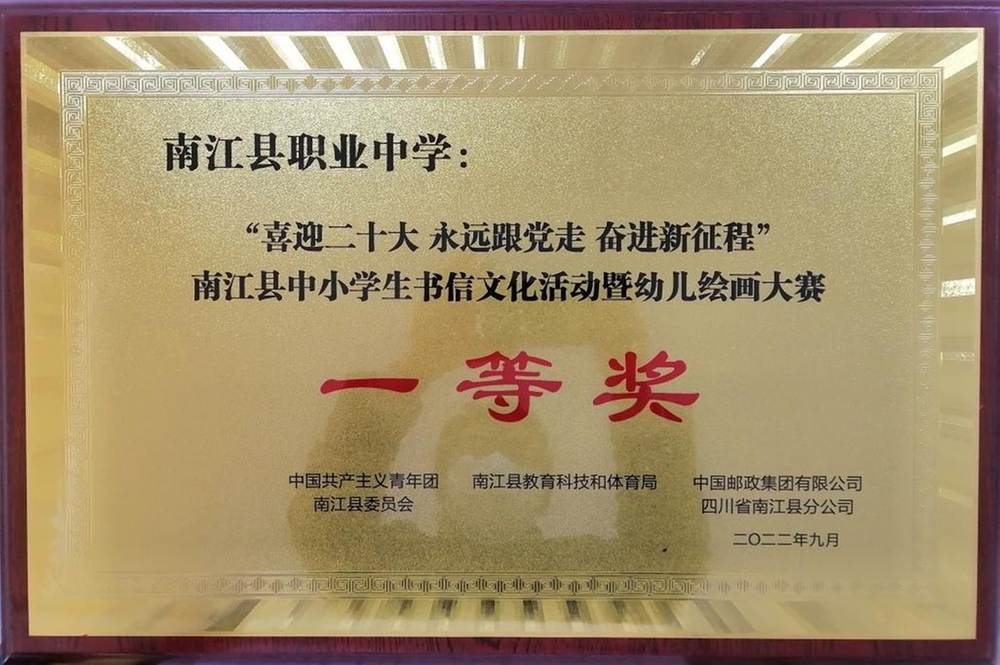 南江县职业中学：
“喜迎二十大 永远跟党走 奋进新征程”
南江县中小学生书信文化活动暨幼儿绘画大赛
一等奖
中国共产主义青年团
南江县委员会
南江县教育科技和体育局
中国邮政集团有限公司
四川省南江县分公司
二〇二二年九月